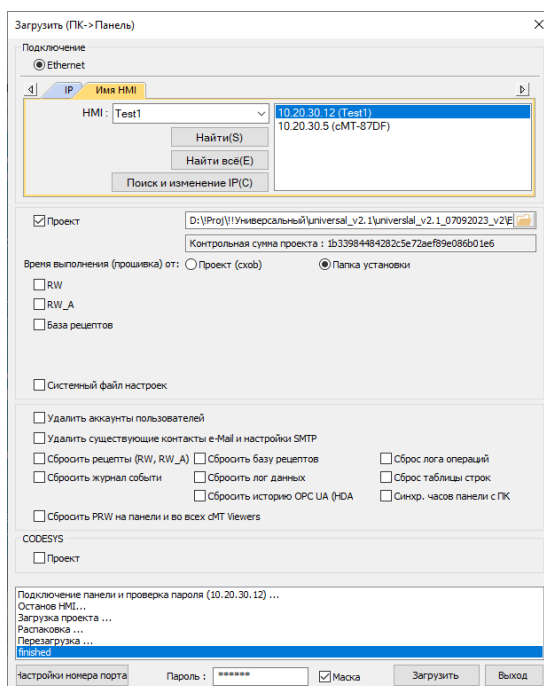 Загрузить (ПК->Панель)
Подключение
Ethernet
IP Имя HMI
HMI : Test1
10.20.30.12 (Test1)
10.20.30.5 (cMT-87DF)
Найти(S)
Найти всё(E)
Поиск и изменение IP(C)
Проект D:\!Proj\!!Универсальный\universal_v2.1\universlal_v2.1_07092023_v2\E
Контрольная сумма проекта : 1b33984484282c5e72aef89e086b01e6
Время выполнения (прошивка) от: Проект (cxob) Папка установки
RW
RW_A
База рецептов
Системный файл настроек
Удалить аккаунты пользователей
Удалить существующие контакты e-Mail и настройки SMTP
Сбросить рецепты (RW, RW_A) Сбросить базу рецептов Сброс лога операций
Сбросить журнал событи Сбросить лог данных Сброс таблицы строк
Сбросить историю OPC UA (HDA Синхр. часов панели с ПК
Сбросить PRW на панели и во всех cMT Viewers
CODESYS
Проект
Подключение панели и проверка пароля (10.20.30.12) ...
Останов HMI...
Загрузка проекта ...
Распаковка ...
Перезагрузка ...
finished
Настройки номера порта Пароль : ****** Маска Загрузить Выход